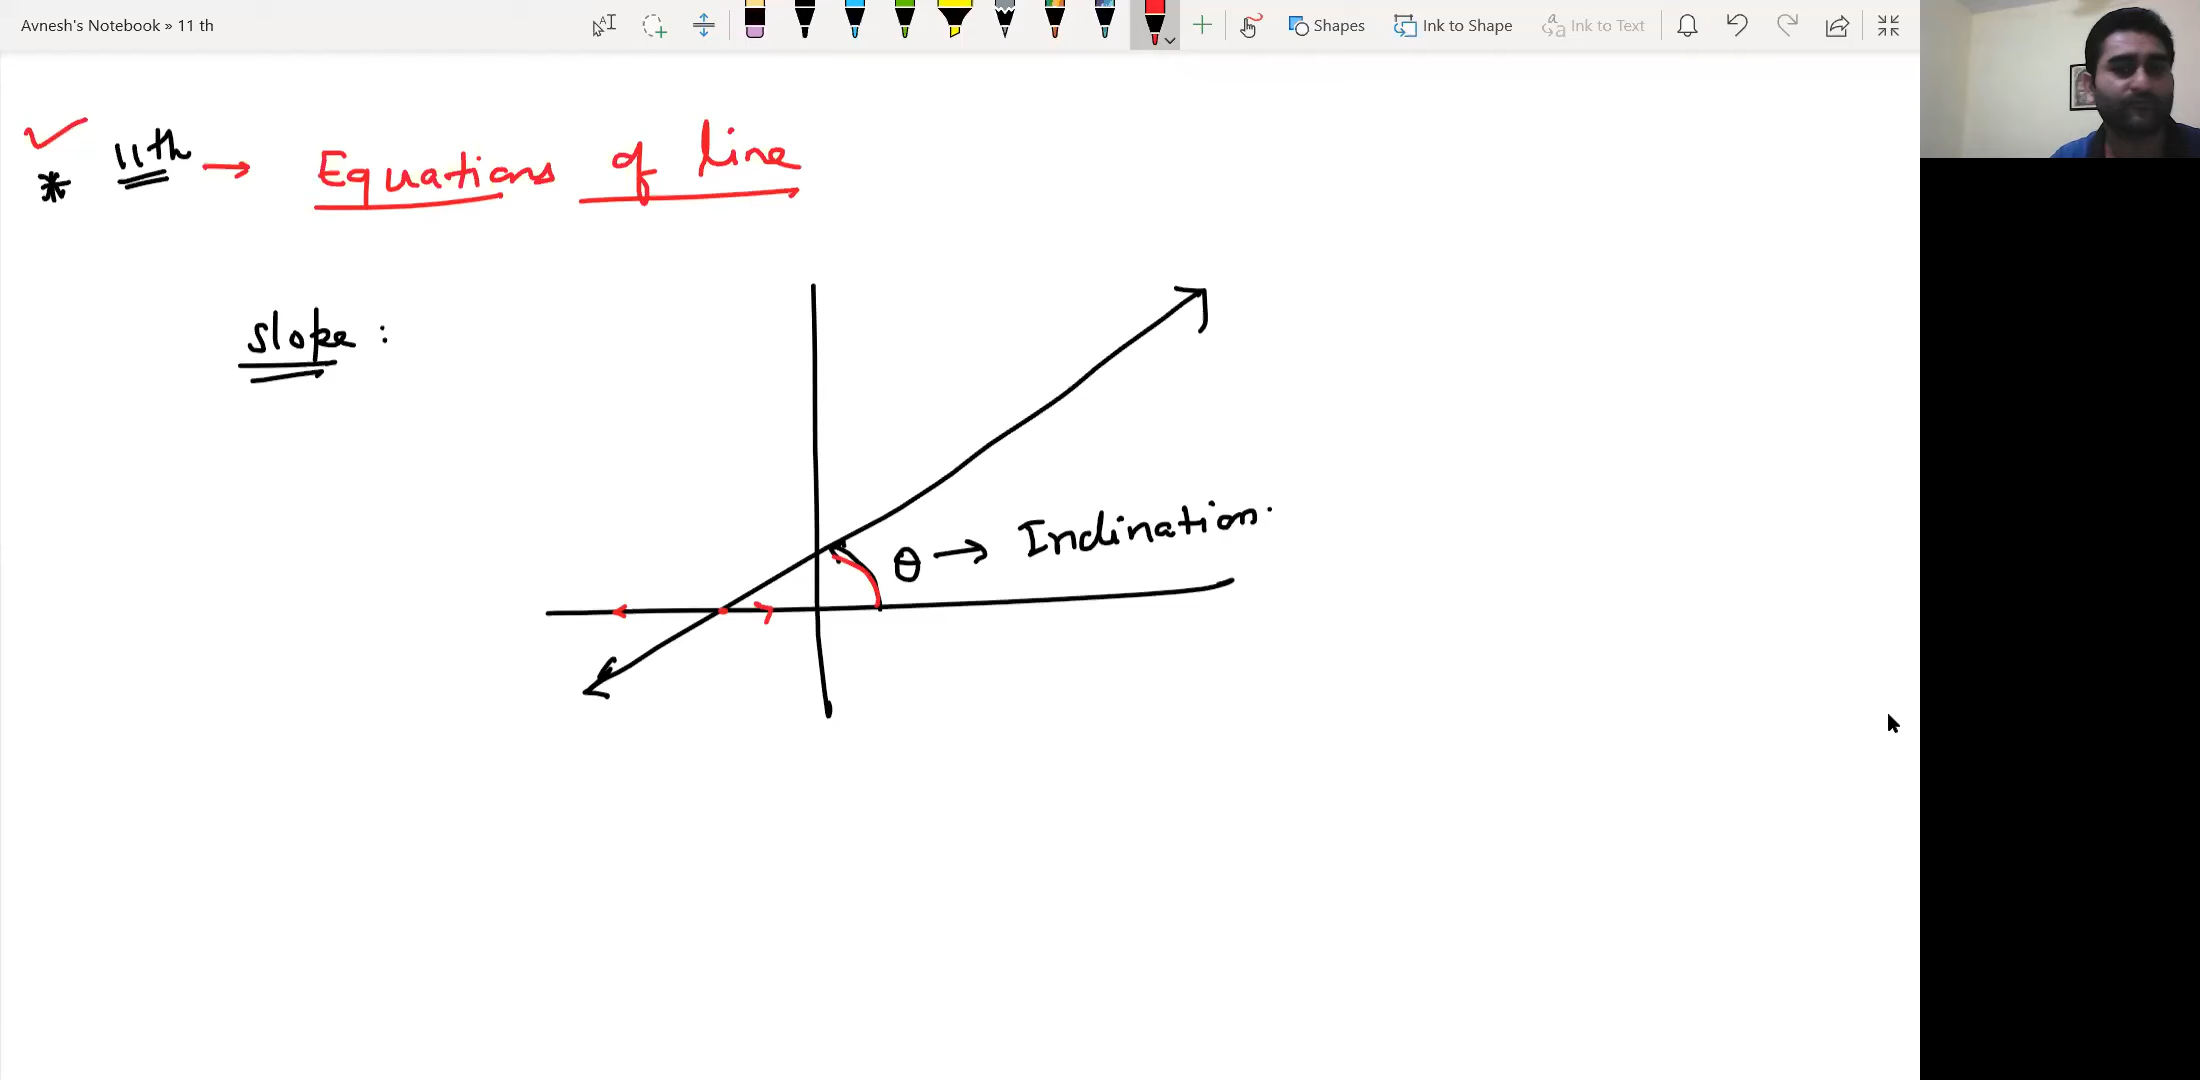 Avnesh's Notebook » 11 th
Shapes Ink to Shape Ink to Text
* 11th → Equations of line
Slope :
θ → Inclination.